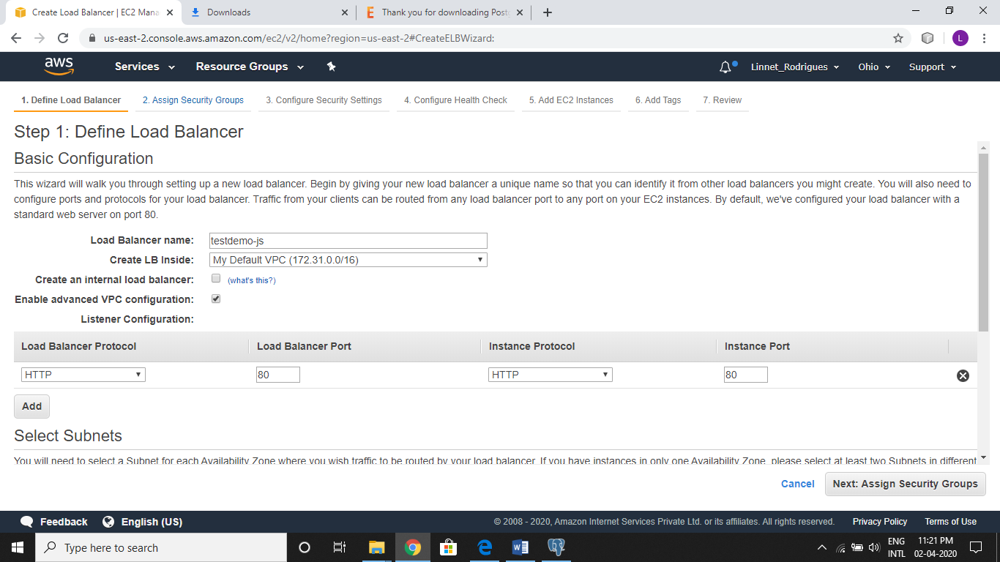 Create Load Balancer | EC2 Mana
Downloads
Thank you for downloading Postg
us-east-2.console.aws.amazon.com/ec2/v2/home?region=us-east-2#CreateELBWizard:
L
aws
Services
Resource Groups
Linnet_Rodrigues
Ohio
Support
1. Define Load Balancer
2. Assign Security Groups
3. Configure Security Settings
4. Configure Health Check
5. Add EC2 Instances
6. Add Tags
7. Review
Step 1: Define Load Balancer
Basic Configuration
This wizard will walk you through setting up a new load balancer. Begin by giving your new load balancer a unique name so that you can identify it from other load balancers you might create. You will also need to
configure ports and protocols for your load balancer. Traffic from your clients can be routed from any load balancer port to any port on your EC2 instances. By default, we've configured your load balancer with a
standard web server on port 80.
Load Balancer name: testdemo-js
Create LB Inside: My Default VPC (172.31.0.0/16)
Create an internal load balancer: (what's this?)
Enable advanced VPC configuration:
Listener Configuration:
Load Balancer Protocol Load Balancer Port Instance Protocol Instance Port
HTTP 80 HTTP 80
Add
Select Subnets
You will need to select a Subnet for each Availability Zone where you wish traffic to be routed by your load balancer. If you have instances in only one Availability Zone, please select at least two Subnets in different
Cancel
Next: Assign Security Groups
Feedback
English (US)
© 2008 - 2020, Amazon Internet Services Private Ltd. or its affiliates. All rights reserved.
Privacy Policy
Terms of Use
Type here to search
ENG
INTL
11:21 PM
02-04-2020